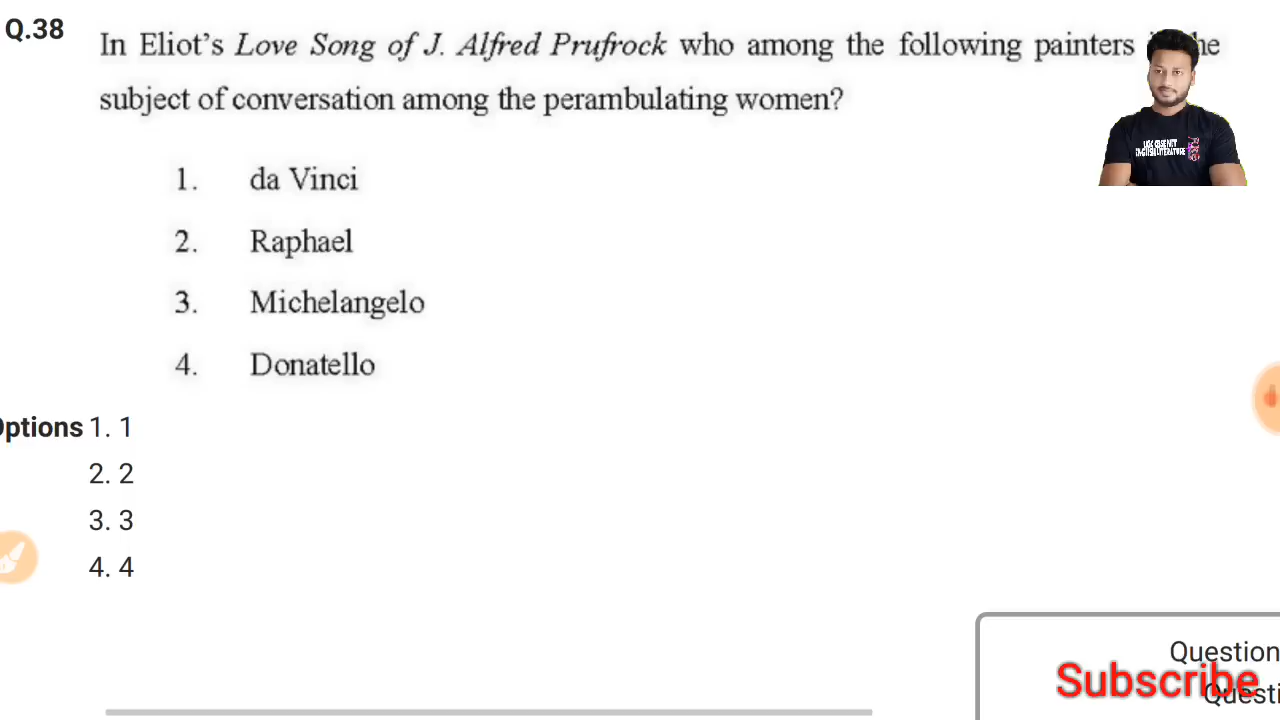 Q.38
In Eliot's Love Song of J. Alfred Prufrock who among the following painters he
subject of conversation among the perambulating women?
1. da Vinci
2. Raphael
3. Michelangelo
4. Donatello
Options 1. 1
2. 2
3. 3
4. 4
Question
Subscribe
Questi